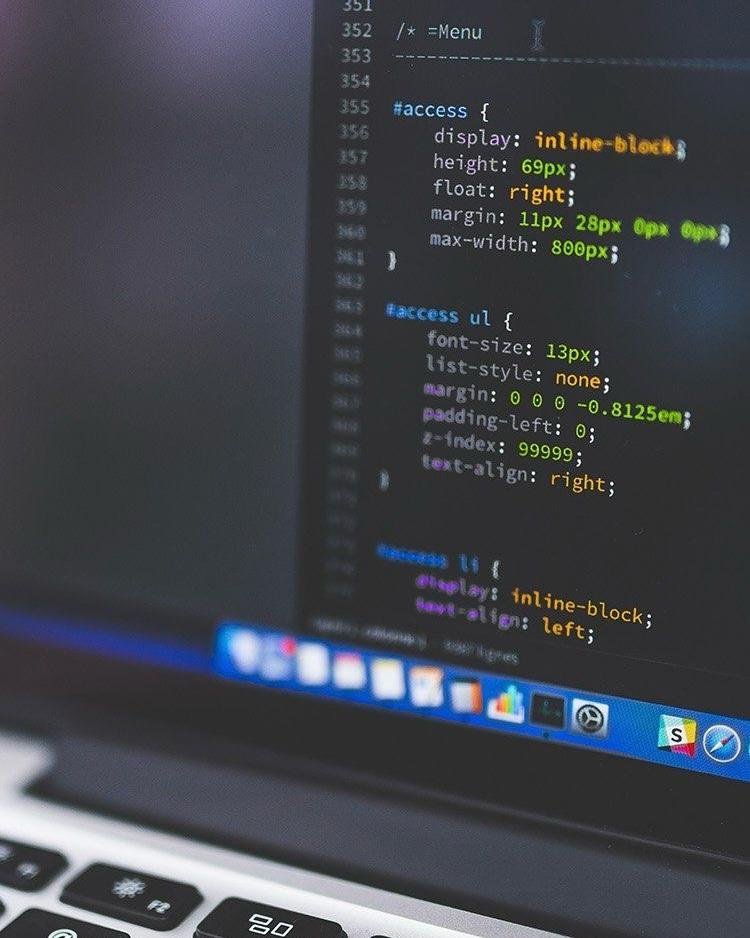 351
352 /* =Menu
353 --------------------------------------------------
354
355 #access {
356 display: inline-block;
357 height: 69px;
358 float: right;
359 margin: 11px 28px 0px 0px;
360 max-width: 800px;
361 }
362
363 #access ul {
364 font-size: 13px;
365 list-style: none;
366 margin: 0 0 0 -0.8125em;
367 padding-left: 0;
368 z-index: 99999;
369 text-align: right;
370 }
371
372
373 #access li {
display: inline-block;
text-align: left;
S
F2
@